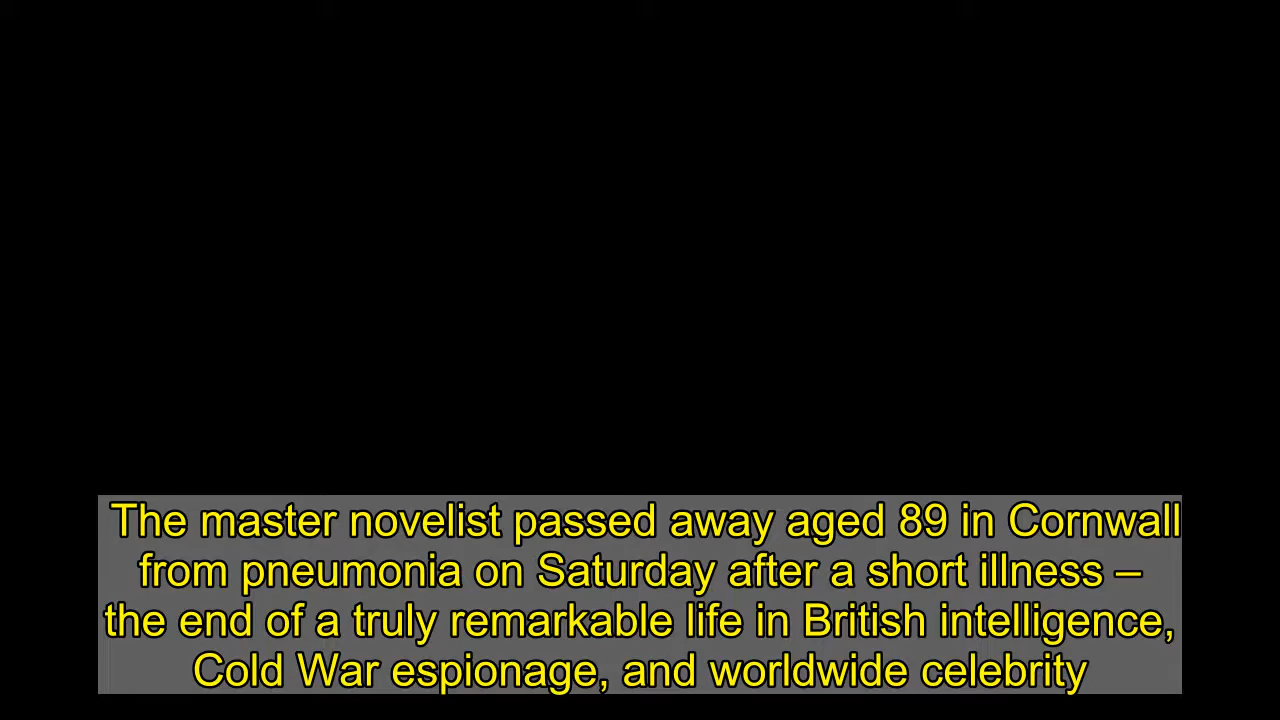 The master novelist passed away aged 89 in Cornwall
from pneumonia on Saturday after a short illness –
the end of a truly remarkable life in British intelligence,
Cold War espionage, and worldwide celebrity